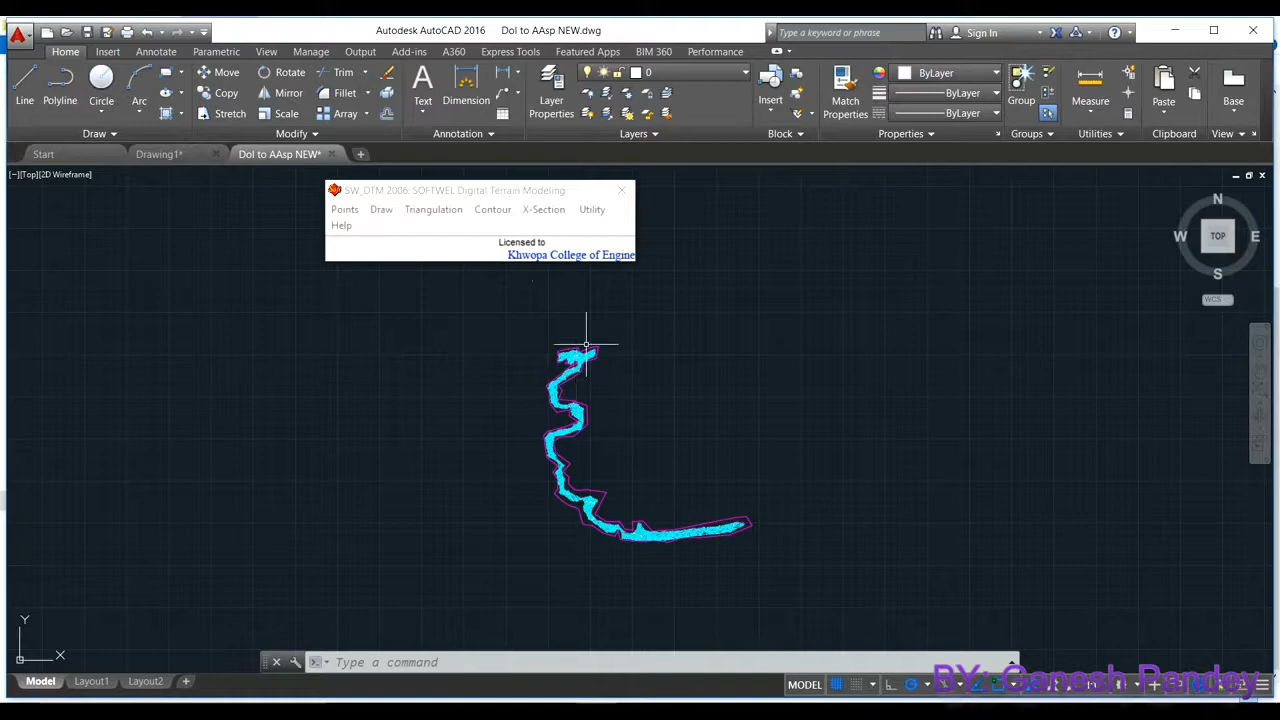 Autodesk AutoCAD 2016 Dol to AAsp NEW.dwg
Type a keyword or phrase
Sign In
Home Insert Annotate Parametric View Manage Output Add-ins A360 Express Tools Featured Apps BIM 360 Performance
Line Polyline Circle Arc
Move Rotate Trim
Copy Mirror Fillet
Stretch Scale Array
Text Dimension
Layer Properties
0
Insert
Match Properties
ByLayer
ByLayer
ByLayer
Group
Measure
Paste
Base
Draw Modify Annotation Layers Block Properties Groups Utilities Clipboard View
Start Drawing1* Dol to AAsp NEW*
[−][Top][2D Wireframe]
SW_DTM 2006: SOFTWEL Digital Terrain Modeling
Points Draw Triangulation Contour X-Section Utility
Help
Licensed to
Khwopa College of Engine
N
W TOP E
S
WCS
Y
X
Type a command
Model Layout1 Layout2
MODEL
BY: Ganesh Pandey